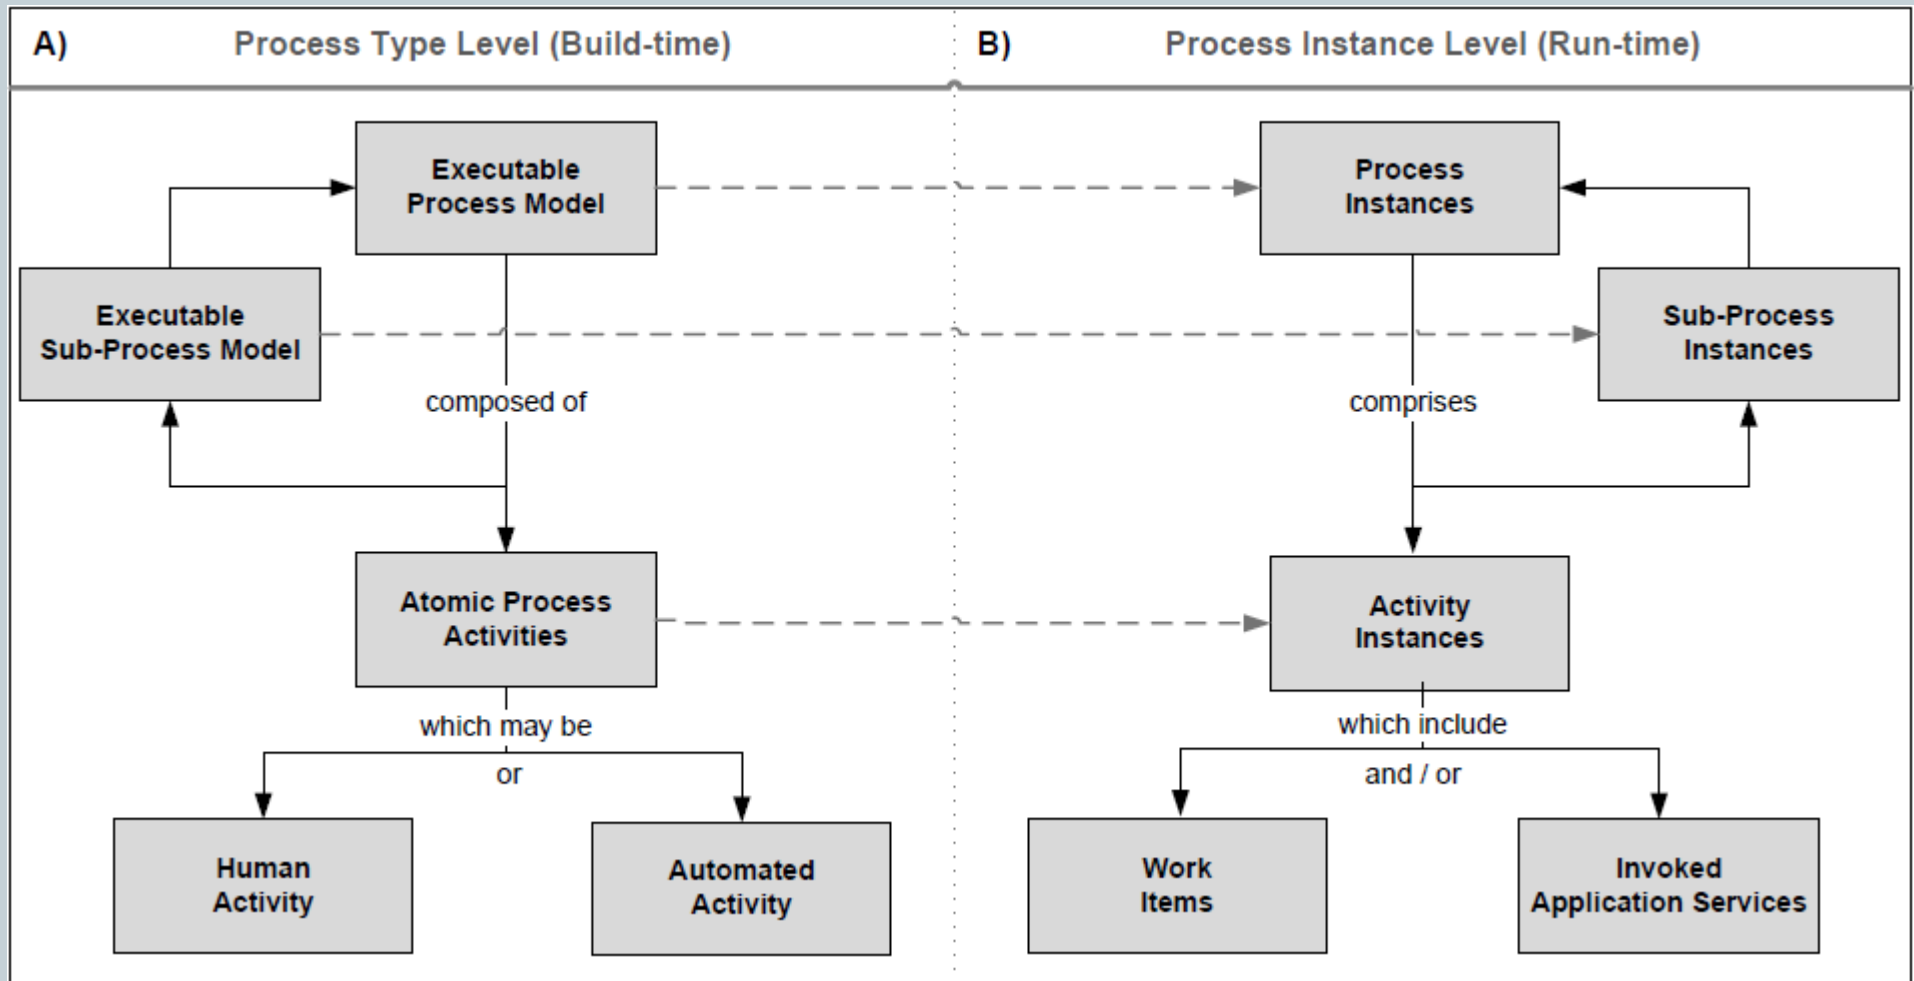 A) Process Type Level (Build-time)
B) Process Instance Level (Run-time)
Executable
Process Model
Process
Instances
Executable
Sub-Process Model
Sub-Process
Instances
composed of
comprises
Atomic Process
Activities
Activity
Instances
which may be
or
which include
and / or
Human
Activity
Automated
Activity
Work
Items
Invoked
Application Services